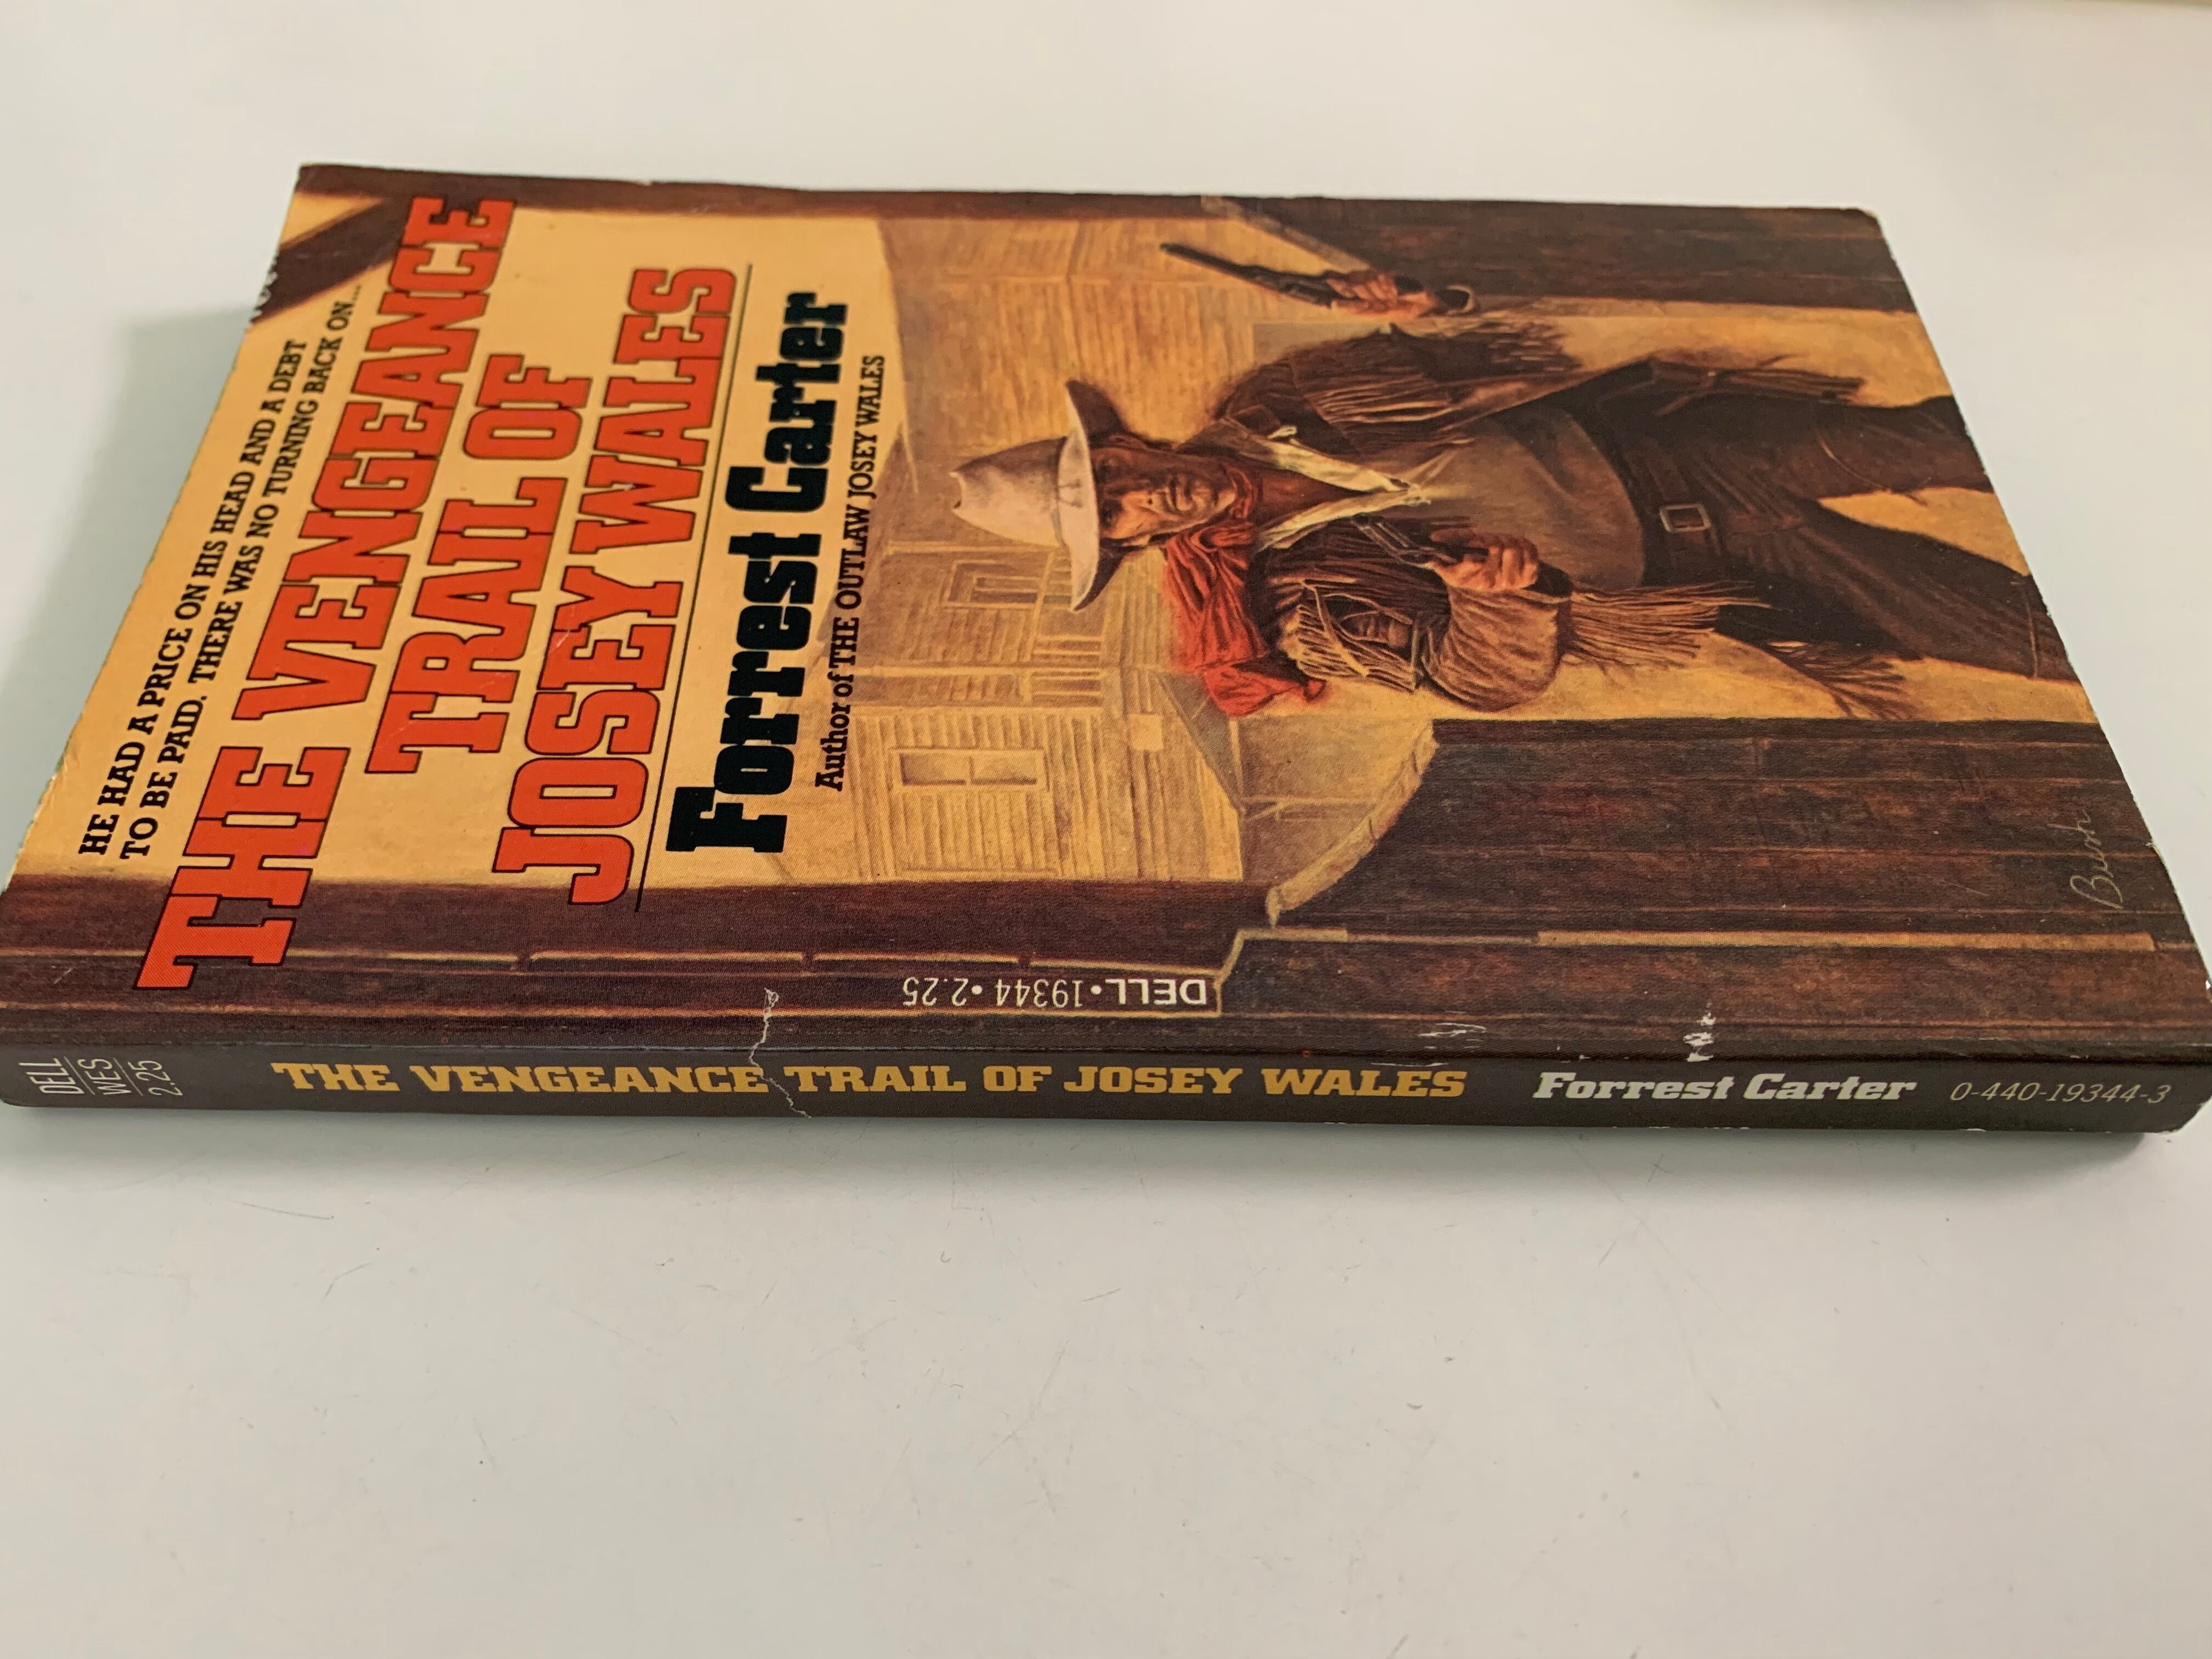 HE HAD A PRICE ON HIS HEAD AND A DEBT
TO BE PAID. THERE WAS NO TURNING BACK ON...
THE VENGEANCE
TRAIL OF
JOSEY WALES
Forrest Carter
Author of THE OUTLAW JOSEY WALES
DELL • 19344 • 2.25
DELL
WES
2.25
THE VENGEANCE TRAIL OF JOSEY WALES Forrest Carter 0-440-19344-3